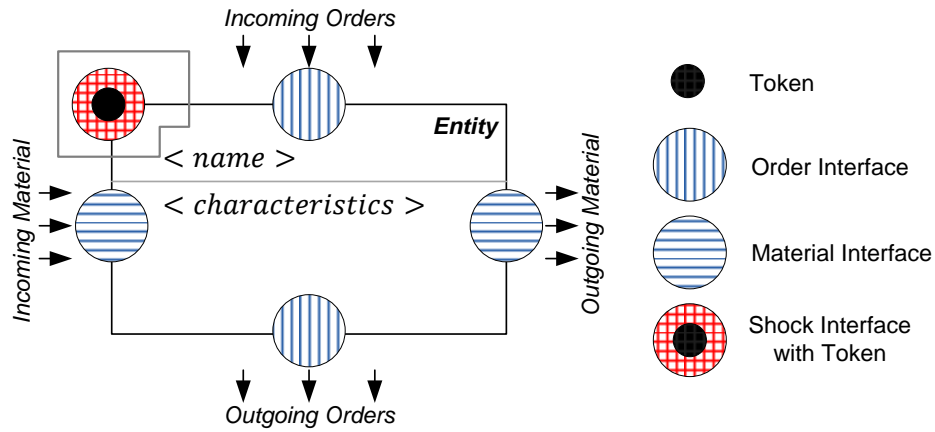 Incoming Orders
Entity
< name >
< characteristics >
Incoming Material
Outgoing Material
Outgoing Orders
Token
Order Interface
Material Interface
Shock Interface
with Token